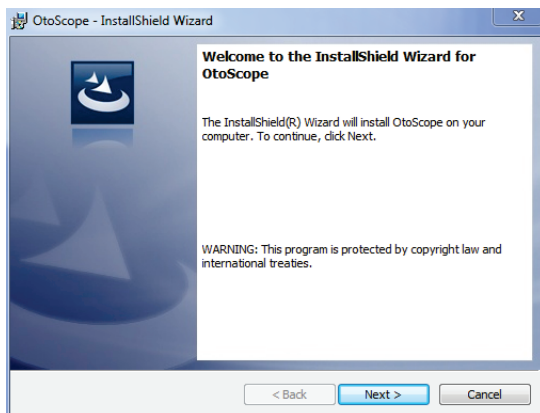 OtoScope - InstallShield Wizard
Welcome to the InstallShield Wizard for
OtoScope
The InstallShield(R) Wizard will install OtoScope on your
computer. To continue, click Next.
WARNING: This program is protected by copyright law and
international treaties.
< Back
Next >
Cancel